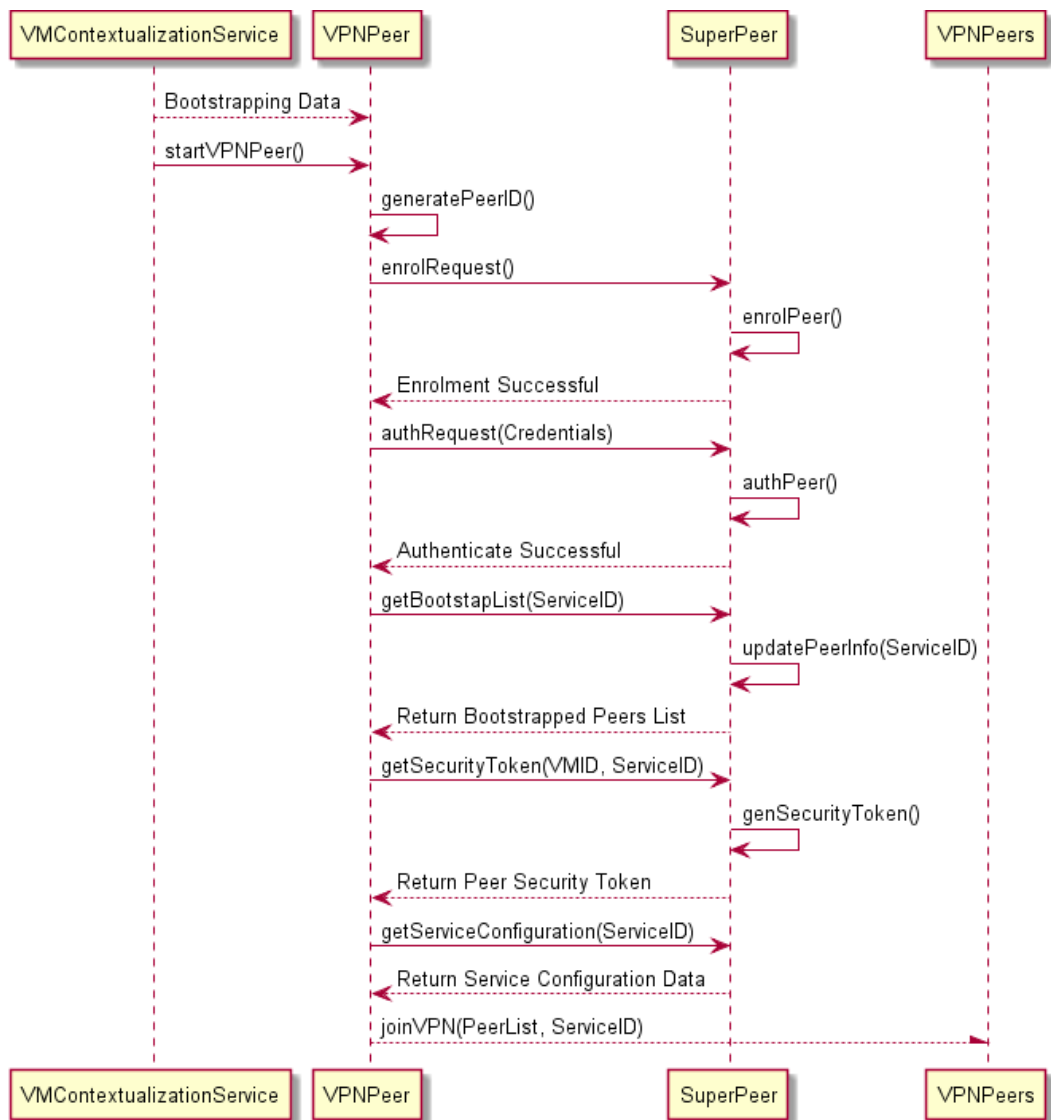 VMContextualizationService VPNPeer SuperPeer VPNPeers
Bootstrapping Data
startVPNPeer()
generatePeerID()
enrolRequest()
enrolPeer()
Enrolment Successful
authRequest(Credentials)
authPeer()
Authenticate Successful
getBootstapList(ServiceID)
updatePeerInfo(ServiceID)
Return Bootstrapped Peers List
getSecurityToken(VMID, ServiceID)
genSecurityToken()
Return Peer Security Token
getServiceConfiguration(ServiceID)
Return Service Configuration Data
joinVPN(PeerList, ServiceID)
VMContextualizationService VPNPeer SuperPeer VPNPeers